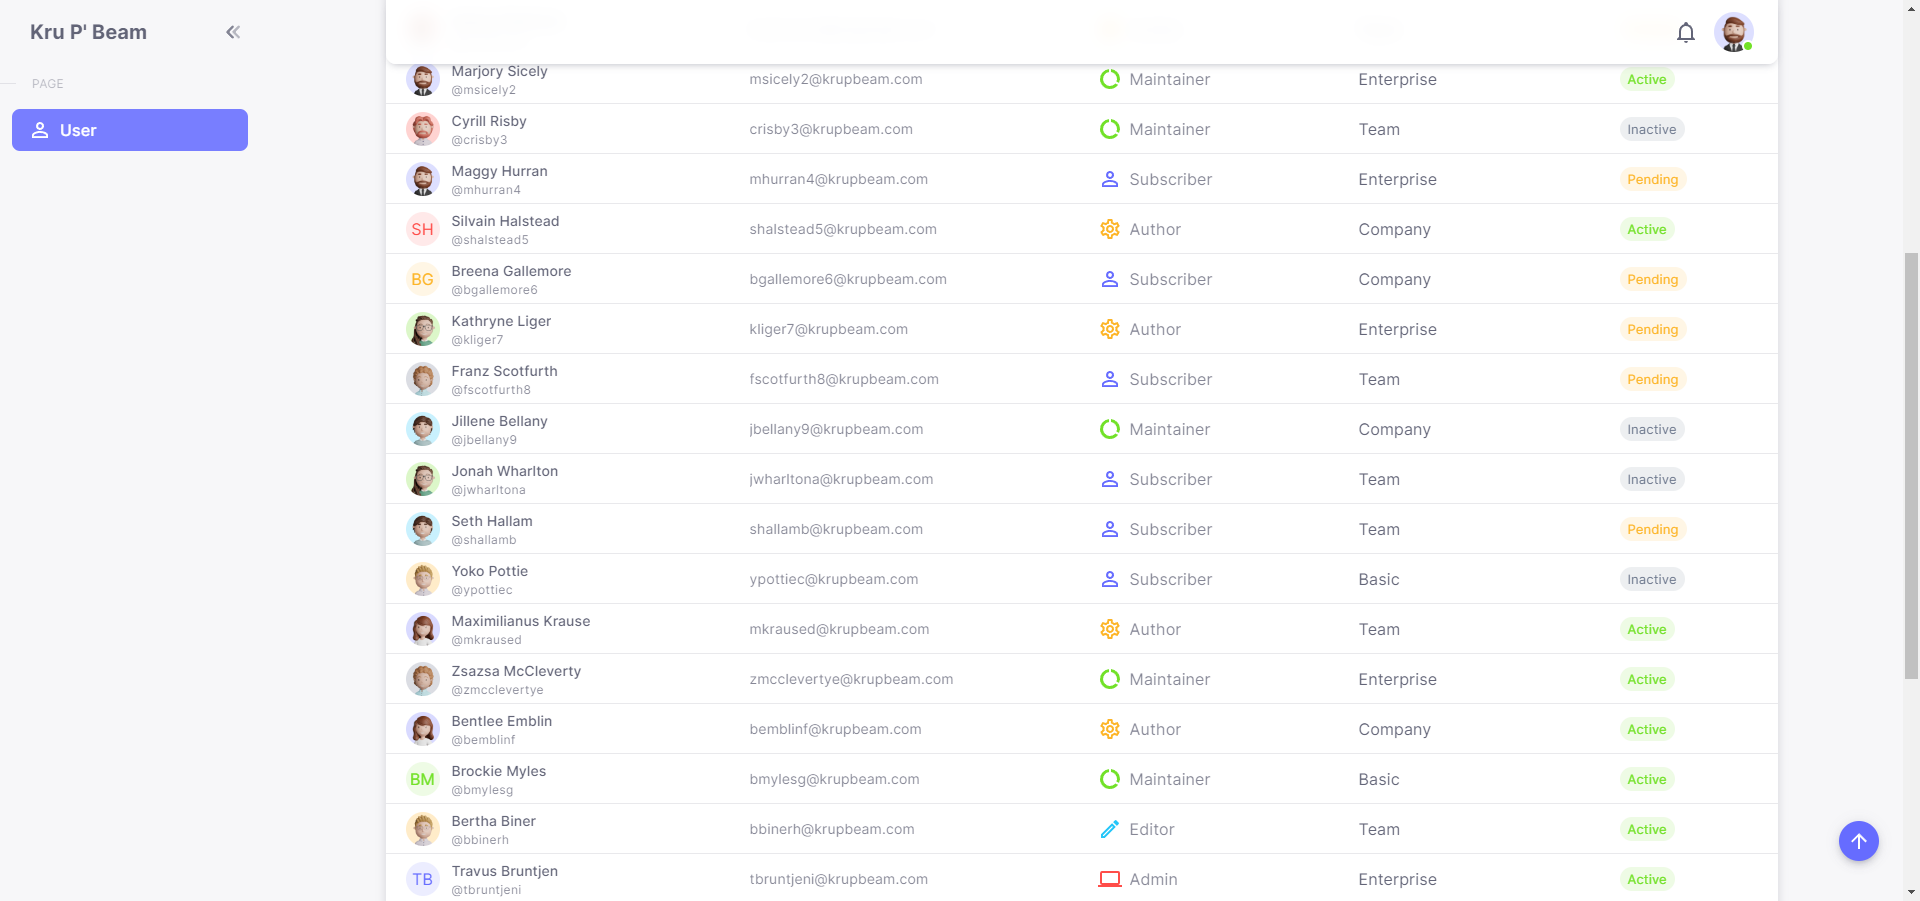 Kru P' Beam
PAGE
User
Marjory Sicely
@msicely2
msicely2@krupbeam.com
Maintainer
Enterprise
Active
Cyrill Risby
@crisby3
crisby3@krupbeam.com
Maintainer
Team
Inactive
Maggy Hurran
@mhurran4
mhurran4@krupbeam.com
Subscriber
Enterprise
Pending
SH
Silvain Halstead
@shalstead5
shalstead5@krupbeam.com
Author
Company
Active
BG
Breena Gallemore
@bgallemore6
bgallemore6@krupbeam.com
Subscriber
Company
Pending
Kathryne Liger
@kliger7
kliger7@krupbeam.com
Author
Enterprise
Pending
Franz Scotfurth
@fscotfurth8
fscotfurth8@krupbeam.com
Subscriber
Team
Pending
Jillene Bellany
@jbellany9
jbellany9@krupbeam.com
Maintainer
Company
Inactive
Jonah Wharlton
@jwharltona
jwharltona@krupbeam.com
Subscriber
Team
Inactive
Seth Hallam
@shallamb
shallamb@krupbeam.com
Subscriber
Team
Pending
Yoko Pottie
@ypottiec
ypottiec@krupbeam.com
Subscriber
Basic
Inactive
Maximilianus Krause
@mkraused
mkraused@krupbeam.com
Author
Team
Active
Zsazsa McCleverty
@zmcclevertye
zmcclevertye@krupbeam.com
Maintainer
Enterprise
Active
Bentlee Emblin
@bemblinf
bemblinf@krupbeam.com
Author
Company
Active
BM
Brockie Myles
@bmylesg
bmylesg@krupbeam.com
Maintainer
Basic
Active
Bertha Biner
@bbinerh
bbinerh@krupbeam.com
Editor
Team
Active
TB
Travus Bruntjen
@tbruntjeni
tbruntjeni@krupbeam.com
Admin
Enterprise
Active